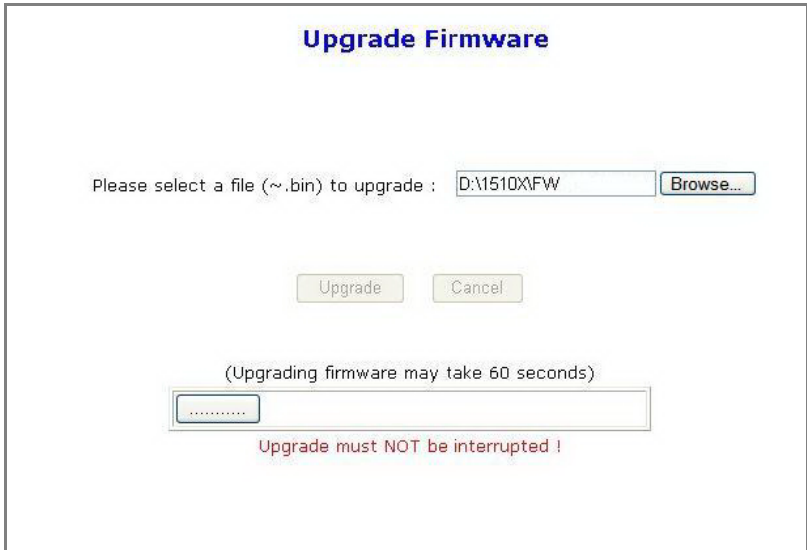 Upgrade Firmware
Please select a file (~.bin) to upgrade : D:\1510X\FW Browse...
Upgrade Cancel
(Upgrading firmware may take 60 seconds)
...........
Upgrade must NOT be interrupted !